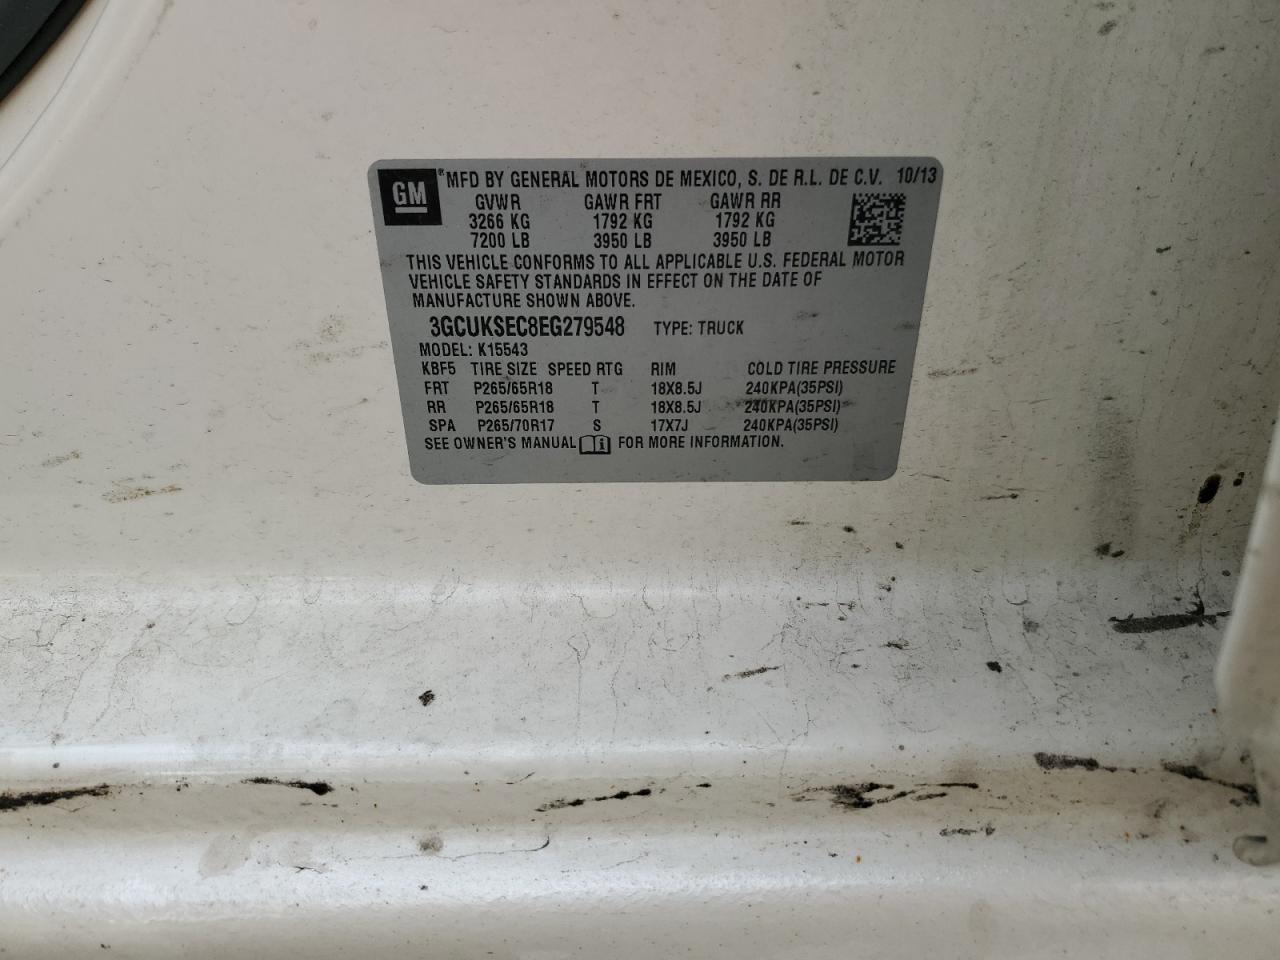 GM ® MFD BY GENERAL MOTORS DE MEXICO, S. DE R.L. DE C.V. 10/13
GVWR GAWR FRT GAWR RR
3266 KG 1792 KG 1792 KG
7200 LB 3950 LB 3950 LB
THIS VEHICLE CONFORMS TO ALL APPLICABLE U.S. FEDERAL MOTOR
VEHICLE SAFETY STANDARDS IN EFFECT ON THE DATE OF
MANUFACTURE SHOWN ABOVE.
3GCUKSEC8EG279548 TYPE: TRUCK
MODEL: K15543
KBF5 TIRE SIZE SPEED RTG RIM COLD TIRE PRESSURE
FRT P265/65R18 T 18X8.5J 240KPA(35PSI)
RR P265/65R18 T 18X8.5J 240KPA(35PSI)
SPA P265/70R17 S 17X7J 240KPA(35PSI)
SEE OWNER'S MANUAL i FOR MORE INFORMATION.